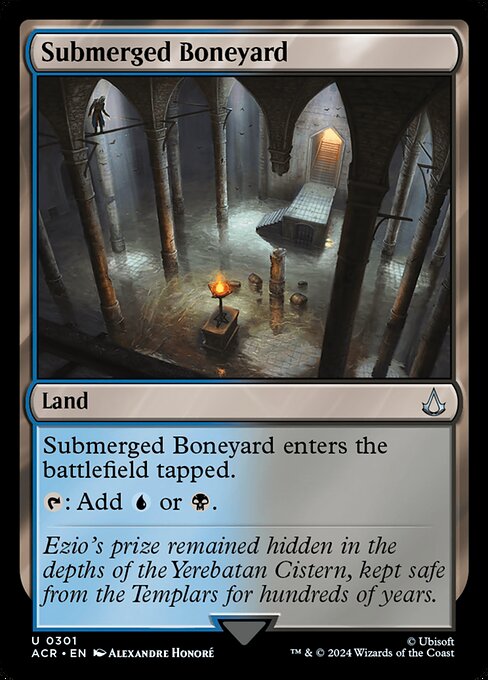 Submerged Boneyard
Land
Submerged Boneyard enters the
battlefield tapped.
: Add or .
Ezio's prize remained hidden in the
depths of the Yerebatan Cistern, kept safe
from the Templars for hundreds of years.
U 0301
ACR • EN Alexandre Honoré
© Ubisoft
™ & © 2024 Wizards of the Coast